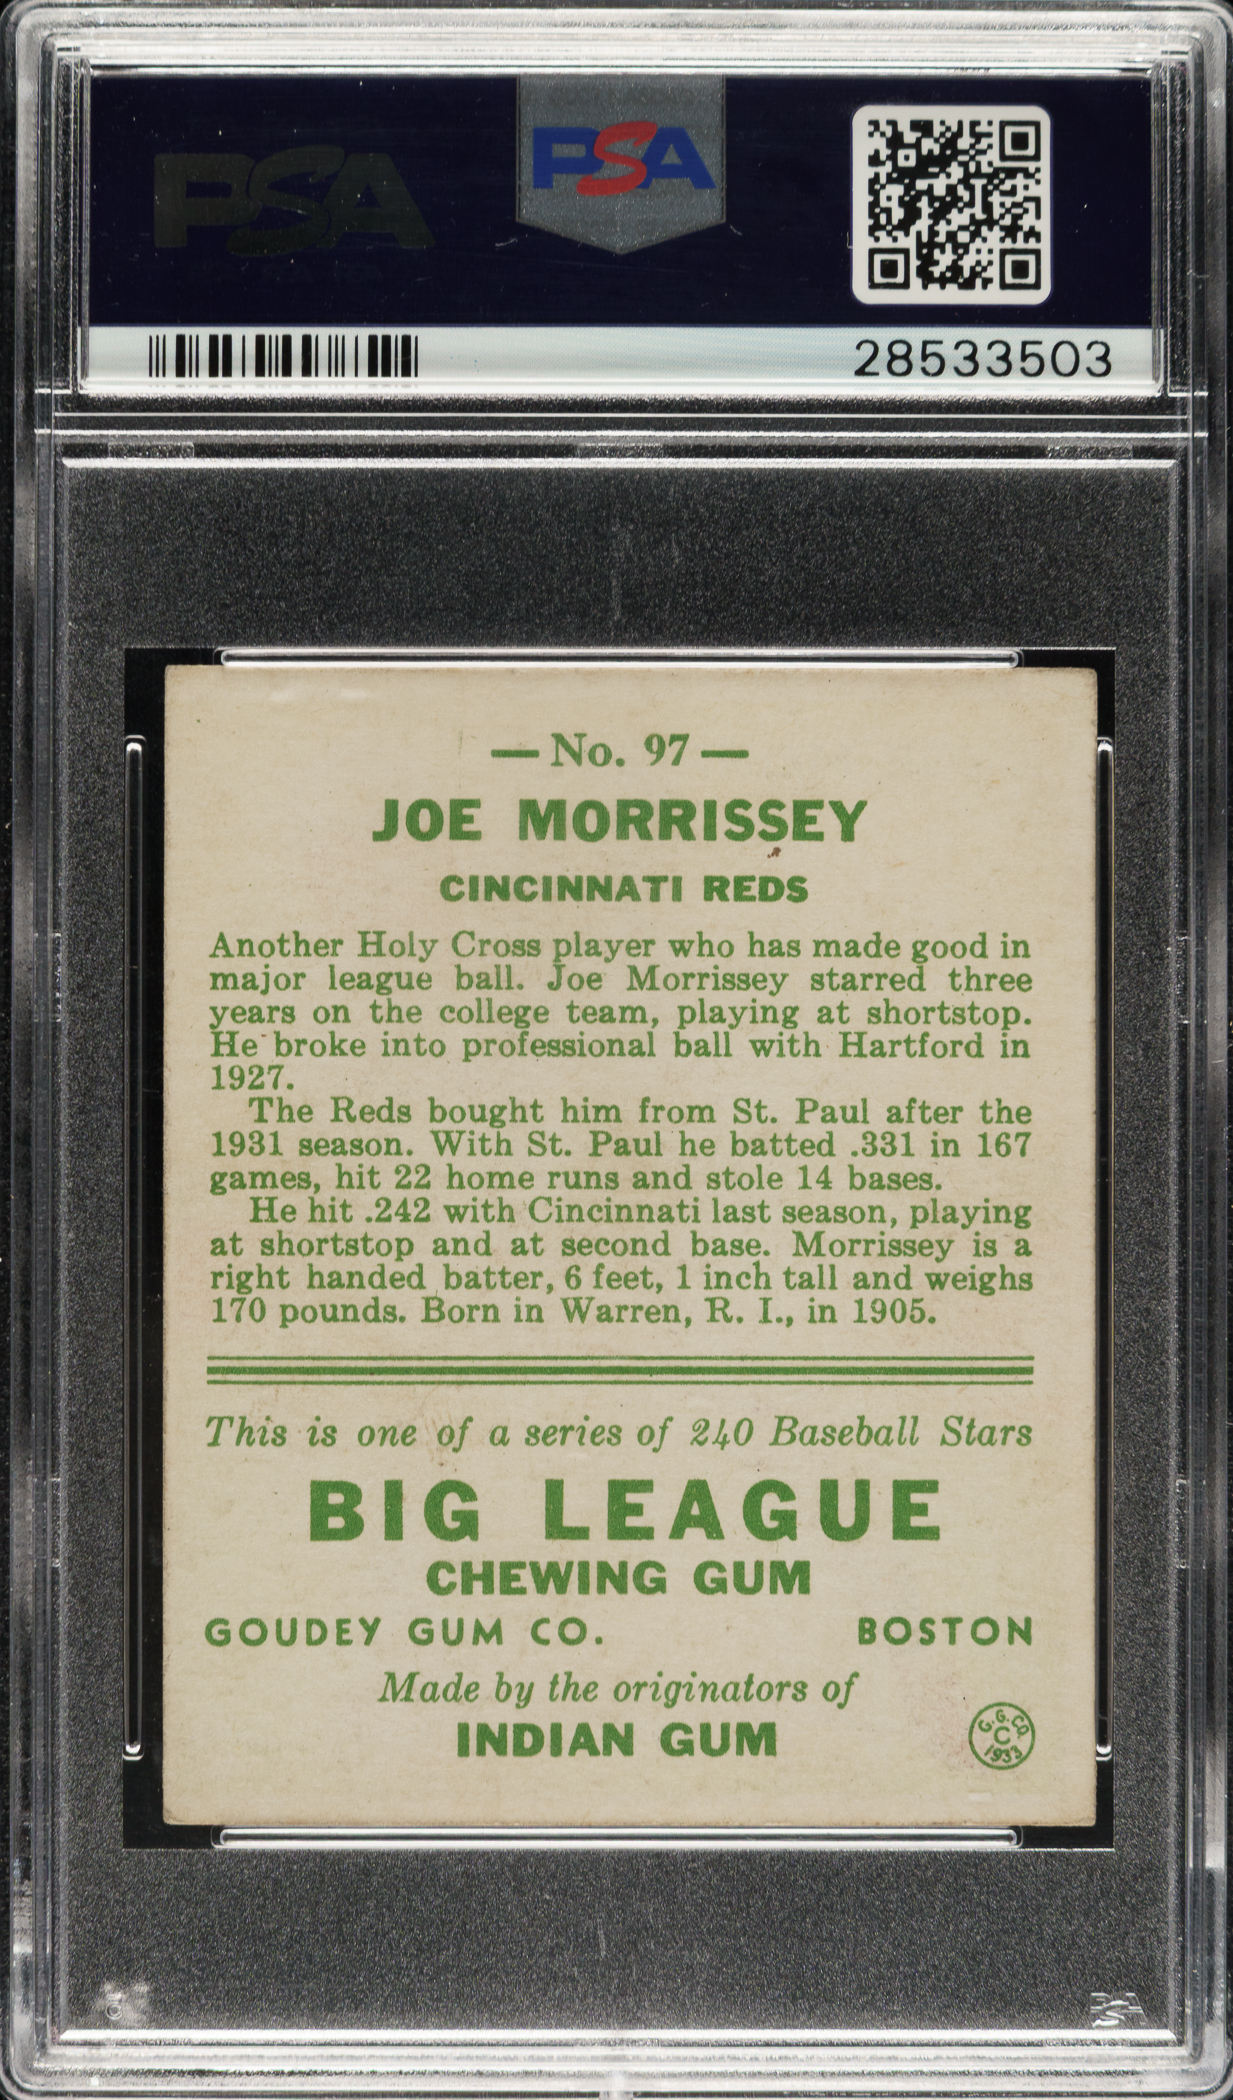 PSA
PSA
28533503
— No. 97 —
JOE MORRISSEY
CINCINNATI REDS
Another Holy Cross player who has made good in
major league ball. Joe Morrissey starred three
years on the college team, playing at shortstop.
He broke into professional ball with Hartford in
1927.
The Reds bought him from St. Paul after the
1931 season. With St. Paul he batted .331 in 167
games, hit 22 home runs and stole 14 bases.
He hit .242 with Cincinnati last season, playing
at shortstop and at second base. Morrissey is a
right handed batter, 6 feet, 1 inch tall and weighs
170 pounds. Born in Warren, R. I., in 1905.
This is one of a series of 240 Baseball Stars
BIG LEAGUE
CHEWING GUM
GOUDEY GUM CO. BOSTON
Made by the originators of
INDIAN GUM
G. G. CO.
C
1933
PSA